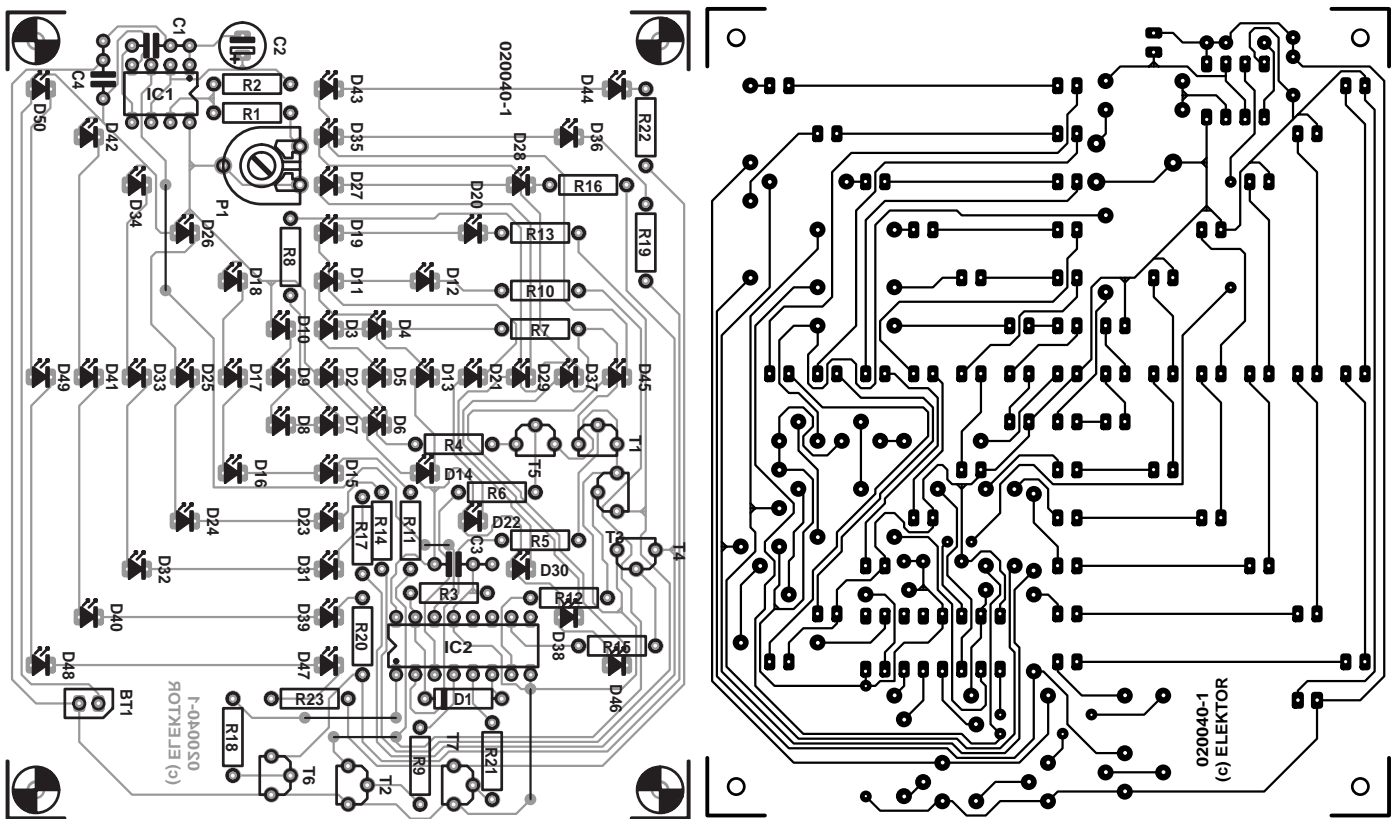 C1
C2
C4
IC1
R2
R1
D43
D44
020040-1
D50
D42
D35
D36
R22
D28
D34
P1
D27
R16
D20
D26
D19
R13
R19
R8
D18
D11
D12
R10
D10
D3
D4
R7
D49
D41
D33
D25
D17
D9
D2
D5
D13
D21
D29
D37
D45
D8
D7
D6
R4
T5
T1
D16
D15
D14
R6
D24
D23
R17
R14
R11
D22
C3
R5
T3
T4
D32
D31
D30
R3
R12
D40
D39
R20
IC2
D38
R15
D48
D47
D46
BT1
R23
D1
(c) ELEKTOR
020040-1
R18
T6
T2
R9
T7
R21
020040-1
(c) ELEKTOR